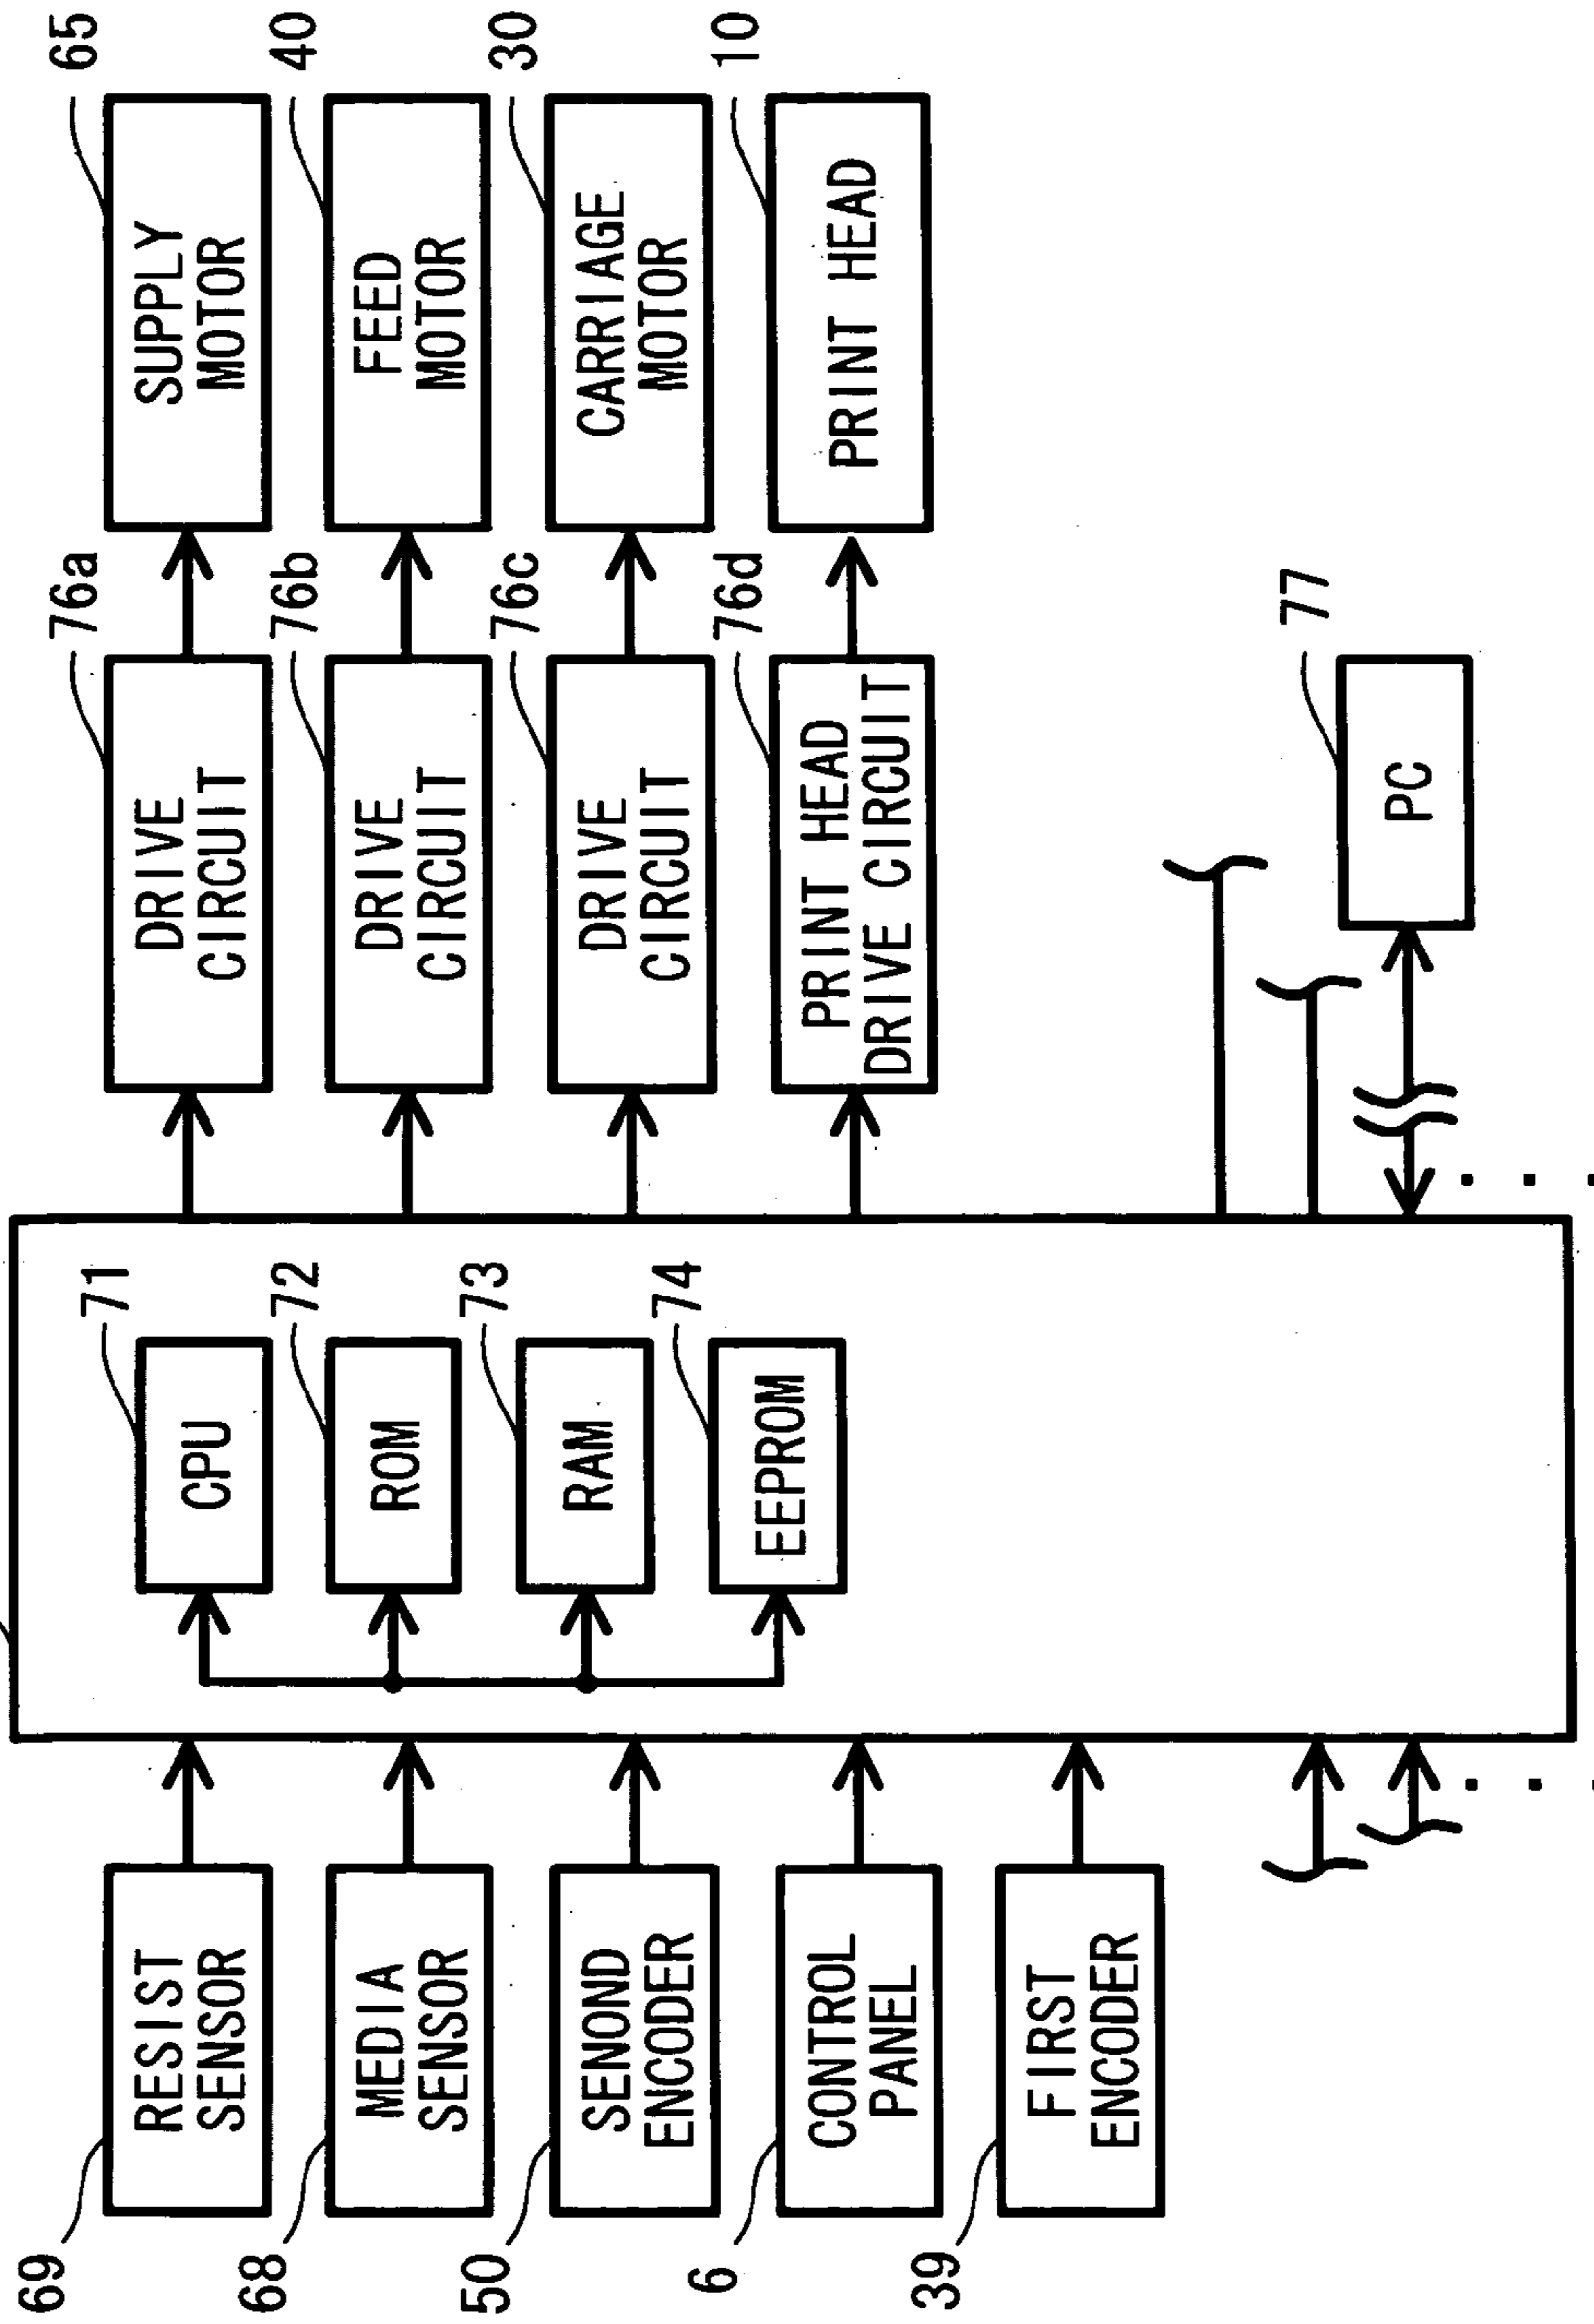 69
RESIST
SENSOR
68
MEDIA
SENSOR
50
SENOND
ENCODER
6
CONTROL
PANEL
39
FIRST
ENCODER
71
CPU
72
ROM
73
RAM
74
EEPROM
76a
DRIVE
CIRCUIT
76b
DRIVE
CIRCUIT
76c
DRIVE
CIRCUIT
76d
PRINT HEAD
DRIVE CIRCUIT
77
PC
65
SUPPLY
MOTOR
40
FEED
MOTOR
30
CARRIAGE
MOTOR
10
PRINT HEAD